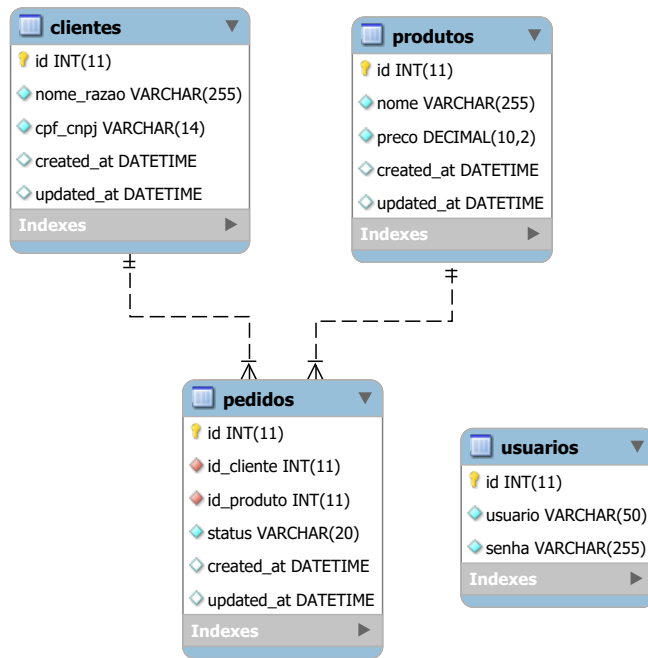 clientes
id INT(11)
nome_razao VARCHAR(255)
cpf_cnpj VARCHAR(14)
created_at DATETIME
updated_at DATETIME
Indexes
produtos
id INT(11)
nome VARCHAR(255)
preco DECIMAL(10,2)
created_at DATETIME
updated_at DATETIME
Indexes
pedidos
id INT(11)
id_cliente INT(11)
id_produto INT(11)
status VARCHAR(20)
created_at DATETIME
updated_at DATETIME
Indexes
usuarios
id INT(11)
usuario VARCHAR(50)
senha VARCHAR(255)
Indexes